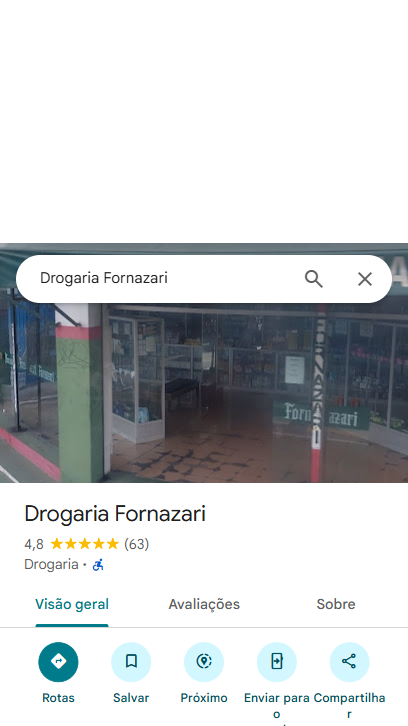 Drogaria Fornazari
Fornazari
Drogaria Fornazari
4,8 (63)
Drogaria ·
Visão geral Avaliações Sobre
Rotas Salvar Próximo Enviar para o Compartilhar